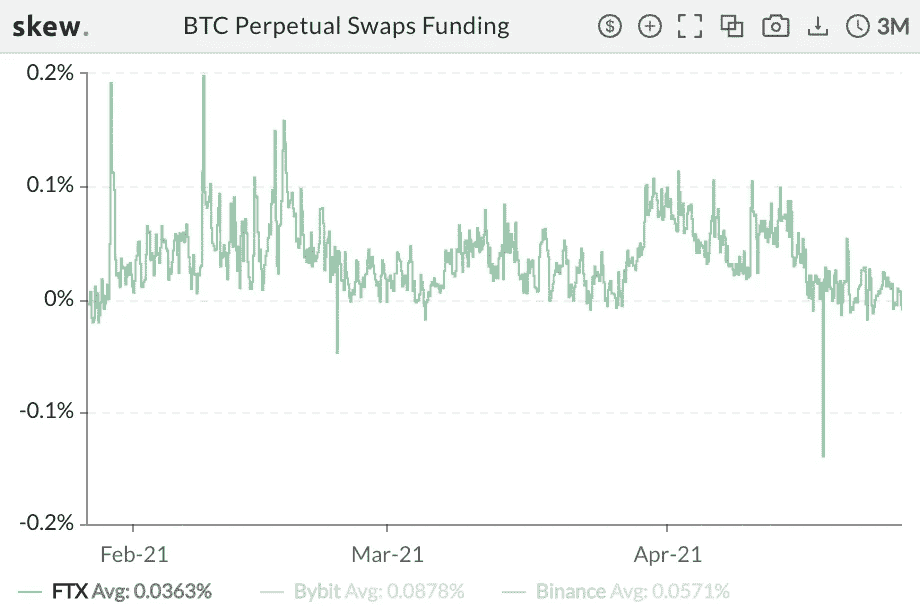 skew. BTC Perpetual Swaps Funding 3M
0.2%
0.1%
0%
-0.1%
-0.2%
Feb-21 Mar-21 Apr-21
FTX Avg: 0.0363% Bybit Avg: 0.0878% Binance Avg: 0.0571%